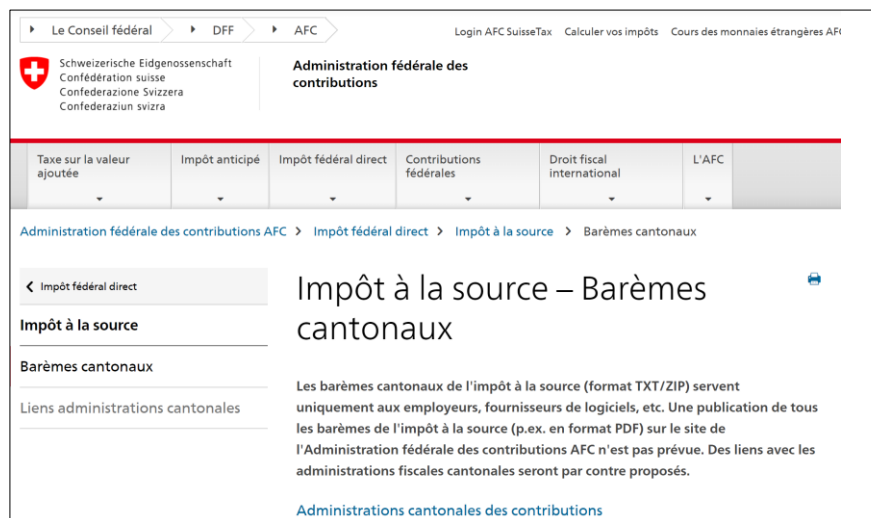 Le Conseil fédéral
DFF
AFC
Login AFC SuisseTax Calculer vos impôts Cours des monnaies étrangères AFC
Schweizerische Eidgenossenschaft
Confédération suisse
Confederazione Svizzera
Confederaziun svizra
Administration fédérale des
contributions
Taxe sur la valeur
ajoutée
Impôt anticipé
Impôt fédéral direct
Contributions
fédérales
Droit fiscal
international
L'AFC
Administration fédérale des contributions AFC > Impôt fédéral direct > Impôt à la source > Barèmes cantonaux
Impôt fédéral direct
Impôt à la source
Barèmes cantonaux
Liens administrations cantonales
Impôt à la source – Barèmes
cantonaux
Les barèmes cantonaux de l'impôt à la source (format TXT/ZIP) servent
uniquement aux employeurs, fournisseurs de logiciels, etc. Une publication de tous
les barèmes de l'impôt à la source (p.ex. en format PDF) sur le site de
l'Administration fédérale des contributions AFC n'est pas prévue. Des liens avec les
administrations fiscales cantonales seront par contre proposés.
Administrations cantonales des contributions